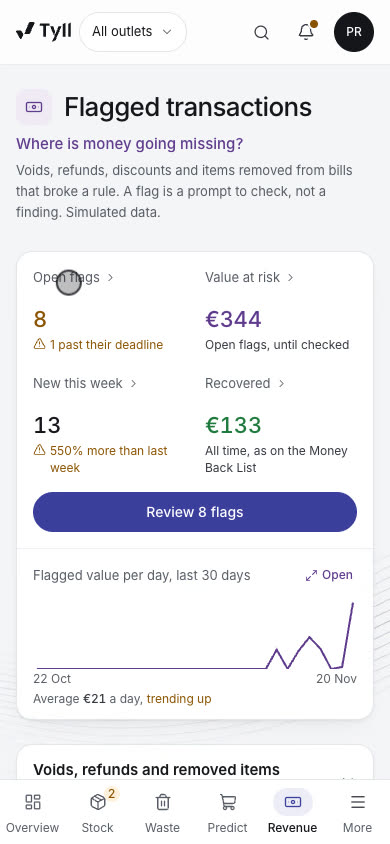 Tyll
All outlets
PR
Flagged transactions
Where is money going missing?
Voids, refunds, discounts and items removed from bills
that broke a rule. A flag is a prompt to check, not a
finding. Simulated data.
Open flags
Value at risk
8
€344
1 past their deadline
Open flags, until checked
New this week
Recovered
13
€133
550% more than last
week
All time, as on the Money
Back List
Review 8 flags
Flagged value per day, last 30 days
Open
22 Oct
20 Nov
Average €21 a day, trending up
Voids, refunds and removed items
2
Overview
Stock
Waste
Predict
Revenue
More